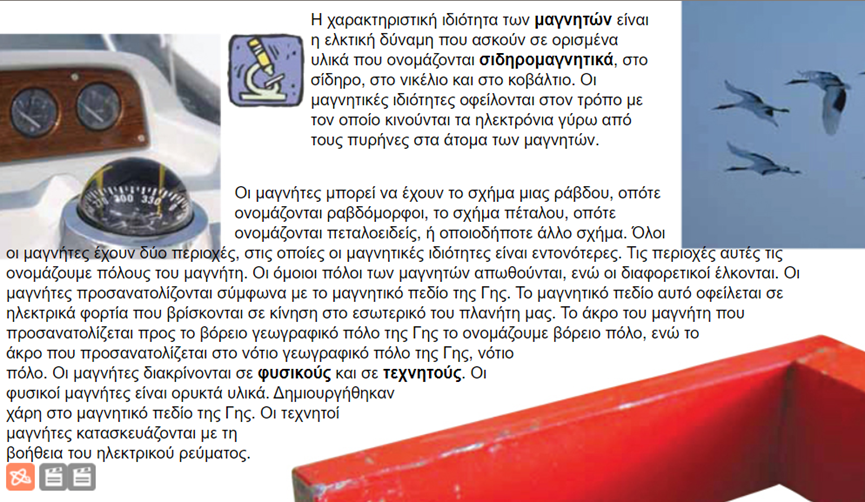 Η χαρακτηριστική ιδιότητα των μαγνητών είναι
η ελκτική δύναμη που ασκούν σε ορισμένα
υλικά που ονομάζονται σιδηρομαγνητικά, στο
σίδηρο, στο νικέλιο και στο κοβάλτιο. Οι
μαγνητικές ιδιότητες οφείλονται στον τρόπο με
τον οποίο κινούνται τα ηλεκτρόνια γύρω από
τους πυρήνες στα άτομα των μαγνητών.
300 330
Οι μαγνήτες μπορεί να έχουν το σχήμα μιας ράβδου, οπότε
ονομάζονται ραβδόμορφοι, το σχήμα πέταλου, οπότε
ονομάζονται πεταλοειδείς, ή οποιοδήποτε άλλο σχήμα. Όλοι
οι μαγνήτες έχουν δύο περιοχές, στις οποίες οι μαγνητικές ιδιότητες είναι εντονότερες. Τις περιοχές αυτές τις
ονομάζουμε πόλους του μαγνήτη. Οι όμοιοι πόλοι των μαγνητών απωθούνται, ενώ οι διαφορετικοί έλκονται. Οι
μαγνήτες προσανατολίζονται σύμφωνα με το μαγνητικό πεδίο της Γης. Το μαγνητικό πεδίο αυτό οφείλεται σε
ηλεκτρικά φορτία που βρίσκονται σε κίνηση στο εσωτερικό του πλανήτη μας. Το άκρο του μαγνήτη που
προσανατολίζεται προς το βόρειο γεωγραφικό πόλο της Γης το ονομάζουμε βόρειο πόλο, ενώ το
άκρο που προσανατολίζεται στο νότιο γεωγραφικό πόλο της Γης, νότιο
πόλο. Οι μαγνήτες διακρίνονται σε φυσικούς και σε τεχνητούς. Οι
φυσικοί μαγνήτες είναι ορυκτά υλικά. Δημιουργήθηκαν
χάρη στο μαγνητικό πεδίο της Γης. Οι τεχνητοί
μαγνήτες κατασκευάζονται με τη
βοήθεια του ηλεκτρικού ρεύματος.